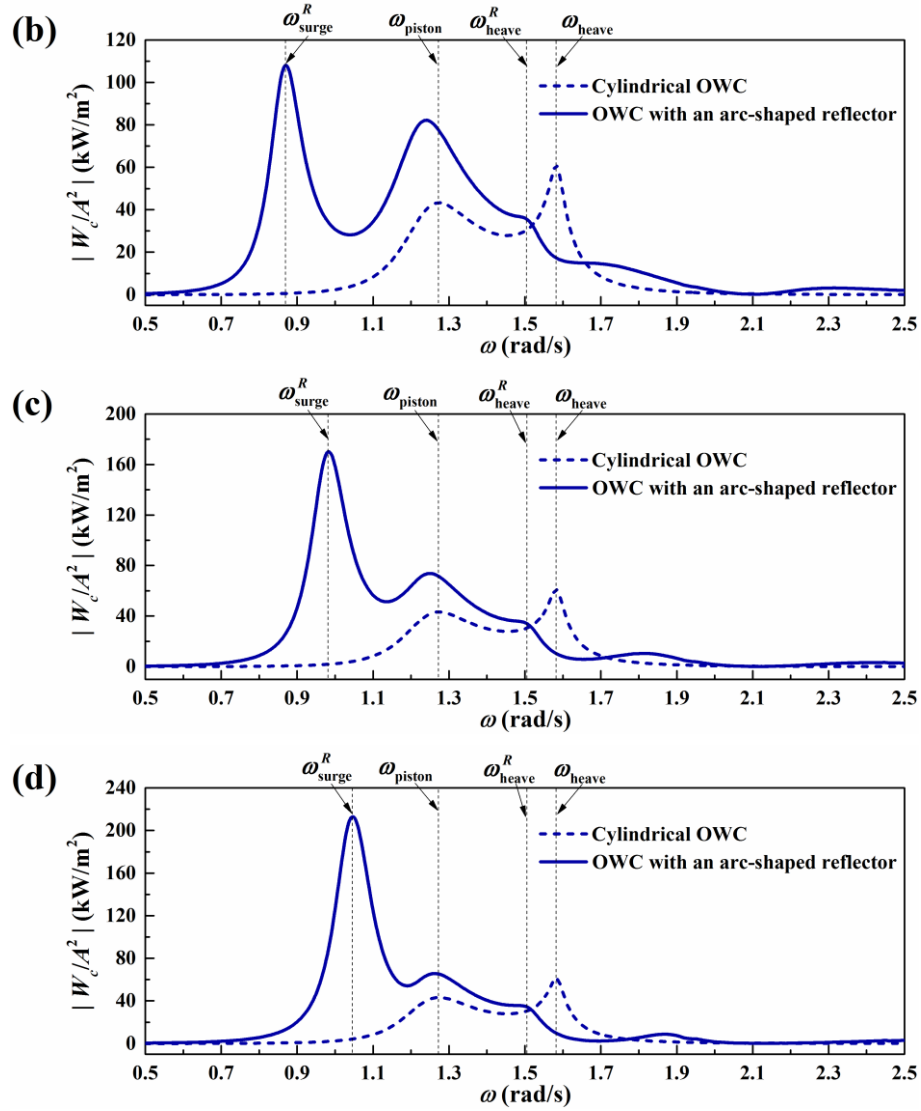 (b)
ω^R_surge ω_piston ω^R_heave ω_heave
120
100
80
60
40
20
0
| W_c/A² | (kW/m²)
Cylindrical OWC
OWC with an arc-shaped reflector
0.5 0.7 0.9 1.1 1.3 1.5 1.7 1.9 2.1 2.3 2.5
ω (rad/s)
(c)
ω^R_surge ω_piston ω^R_heave ω_heave
200
160
120
80
40
0
| W_c/A² | (kW/m²)
Cylindrical OWC
OWC with an arc-shaped reflector
0.5 0.7 0.9 1.1 1.3 1.5 1.7 1.9 2.1 2.3 2.5
ω (rad/s)
(d)
ω^R_surge ω_piston ω^R_heave ω_heave
240
200
160
120
80
40
0
| W_c/A² | (kW/m²)
Cylindrical OWC
OWC with an arc-shaped reflector
0.5 0.7 0.9 1.1 1.3 1.5 1.7 1.9 2.1 2.3 2.5
ω (rad/s)